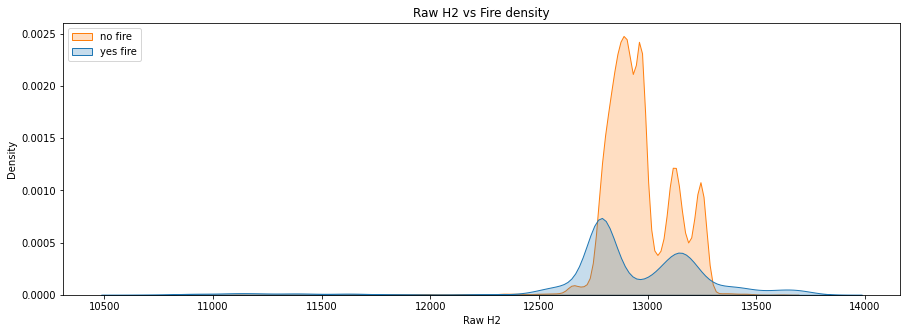 Raw H2 vs Fire density
no fire
yes fire
Density
0.0025
0.0020
0.0015
0.0010
0.0005
0.0000
10500 11000 11500 12000 12500 13000 13500 14000
Raw H2